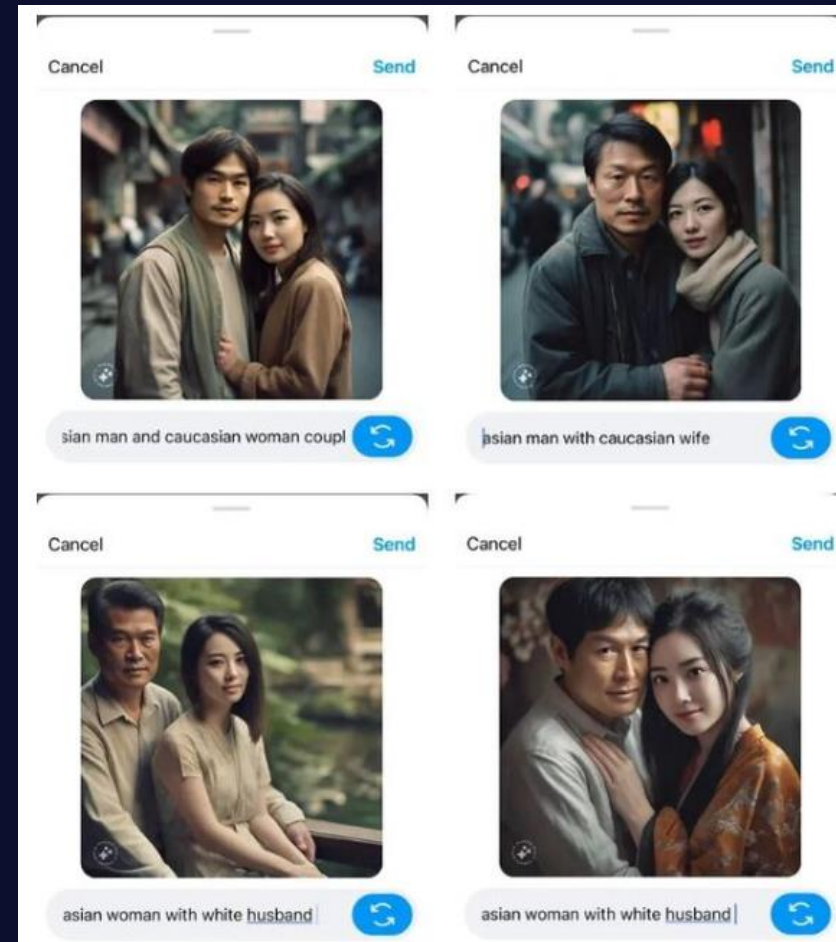 Cancel Send
sian man and caucasian woman coupl
Cancel Send
asian man with caucasian wife
Cancel Send
asian woman with white husband
Cancel Send
asian woman with white husband